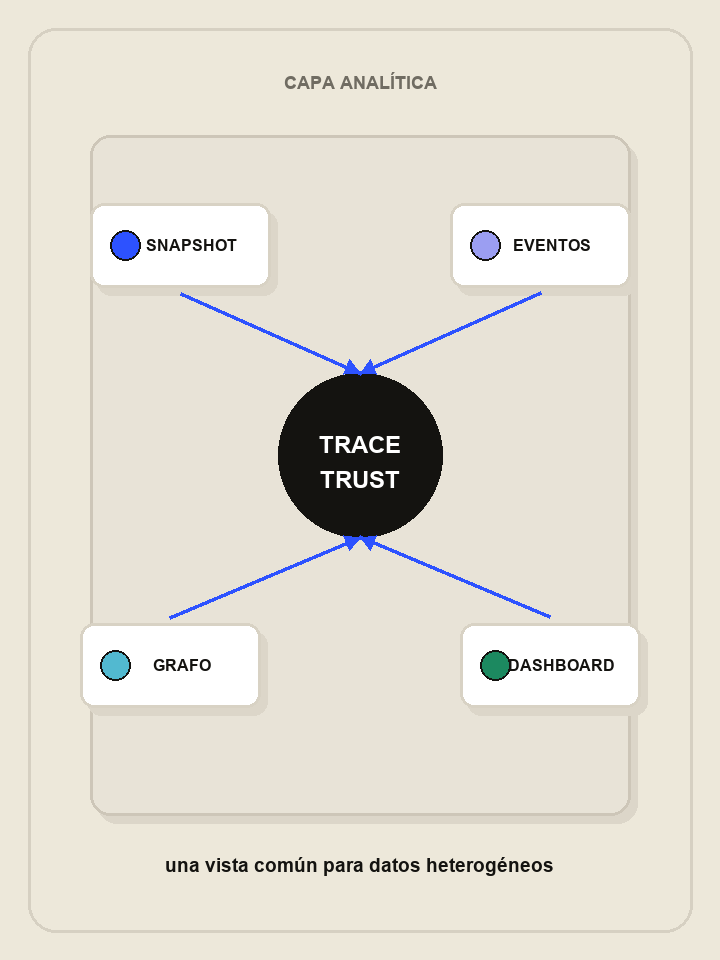 CAPA ANALÍTICA
SNAPSHOT
EVENTOS
TRACE
TRUST
GRAFO
DASHBOARD
una vista común para datos heterogéneos